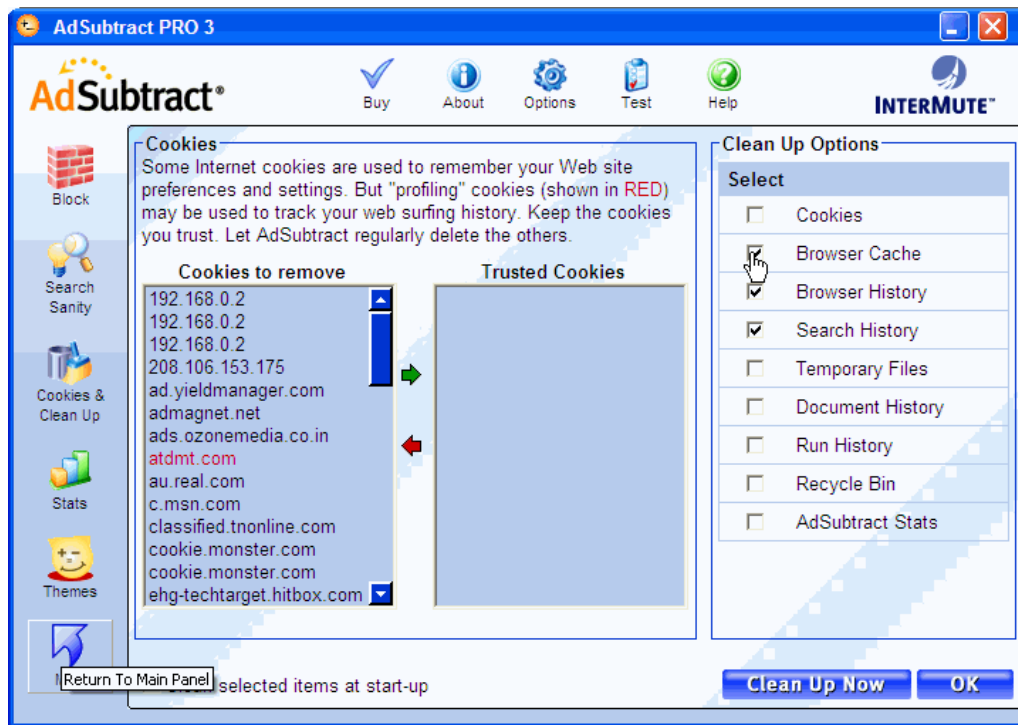 AdSubtract PRO 3
AdSubtract®
Buy
About
Options
Test
Help
INTERMUTE™
Block
Search
Sanity
Cookies &
Clean Up
Stats
Themes
Return To Main Panel
Cookies
Some Internet cookies are used to remember your Web site
preferences and settings. But "profiling" cookies (shown in RED)
may be used to track your web surfing history. Keep the cookies
you trust. Let AdSubtract regularly delete the others.
Cookies to remove
192.168.0.2
192.168.0.2
192.168.0.2
208.106.153.175
ad.yieldmanager.com
admagnet.net
ads.ozonemedia.co.in
atdmt.com
au.real.com
c.msn.com
classified.tnonline.com
cookie.monster.com
cookie.monster.com
ehg-techtarget.hitbox.com
Trusted Cookies
selected items at start-up
Clean Up Options
Select
Cookies
Browser Cache
Browser History
Search History
Temporary Files
Document History
Run History
Recycle Bin
AdSubtract Stats
Clean Up Now
OK